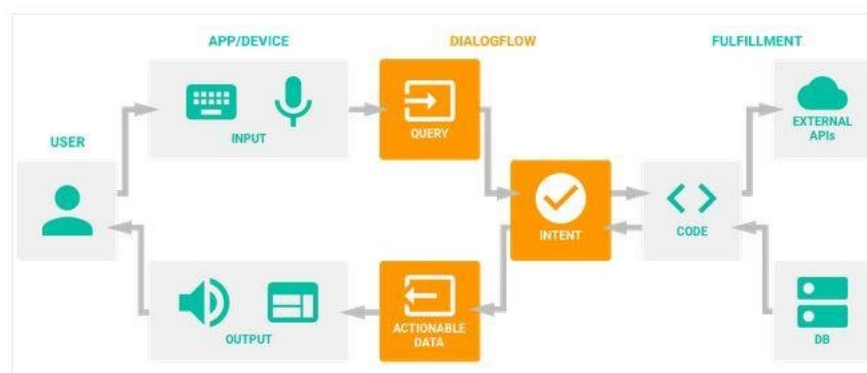 APP/DEVICE
DIALOGFLOW
FULFILLMENT
USER
INPUT
QUERY
EXTERNAL
APIs
INTENT
CODE
OUTPUT
ACTIONABLE
DATA
DB